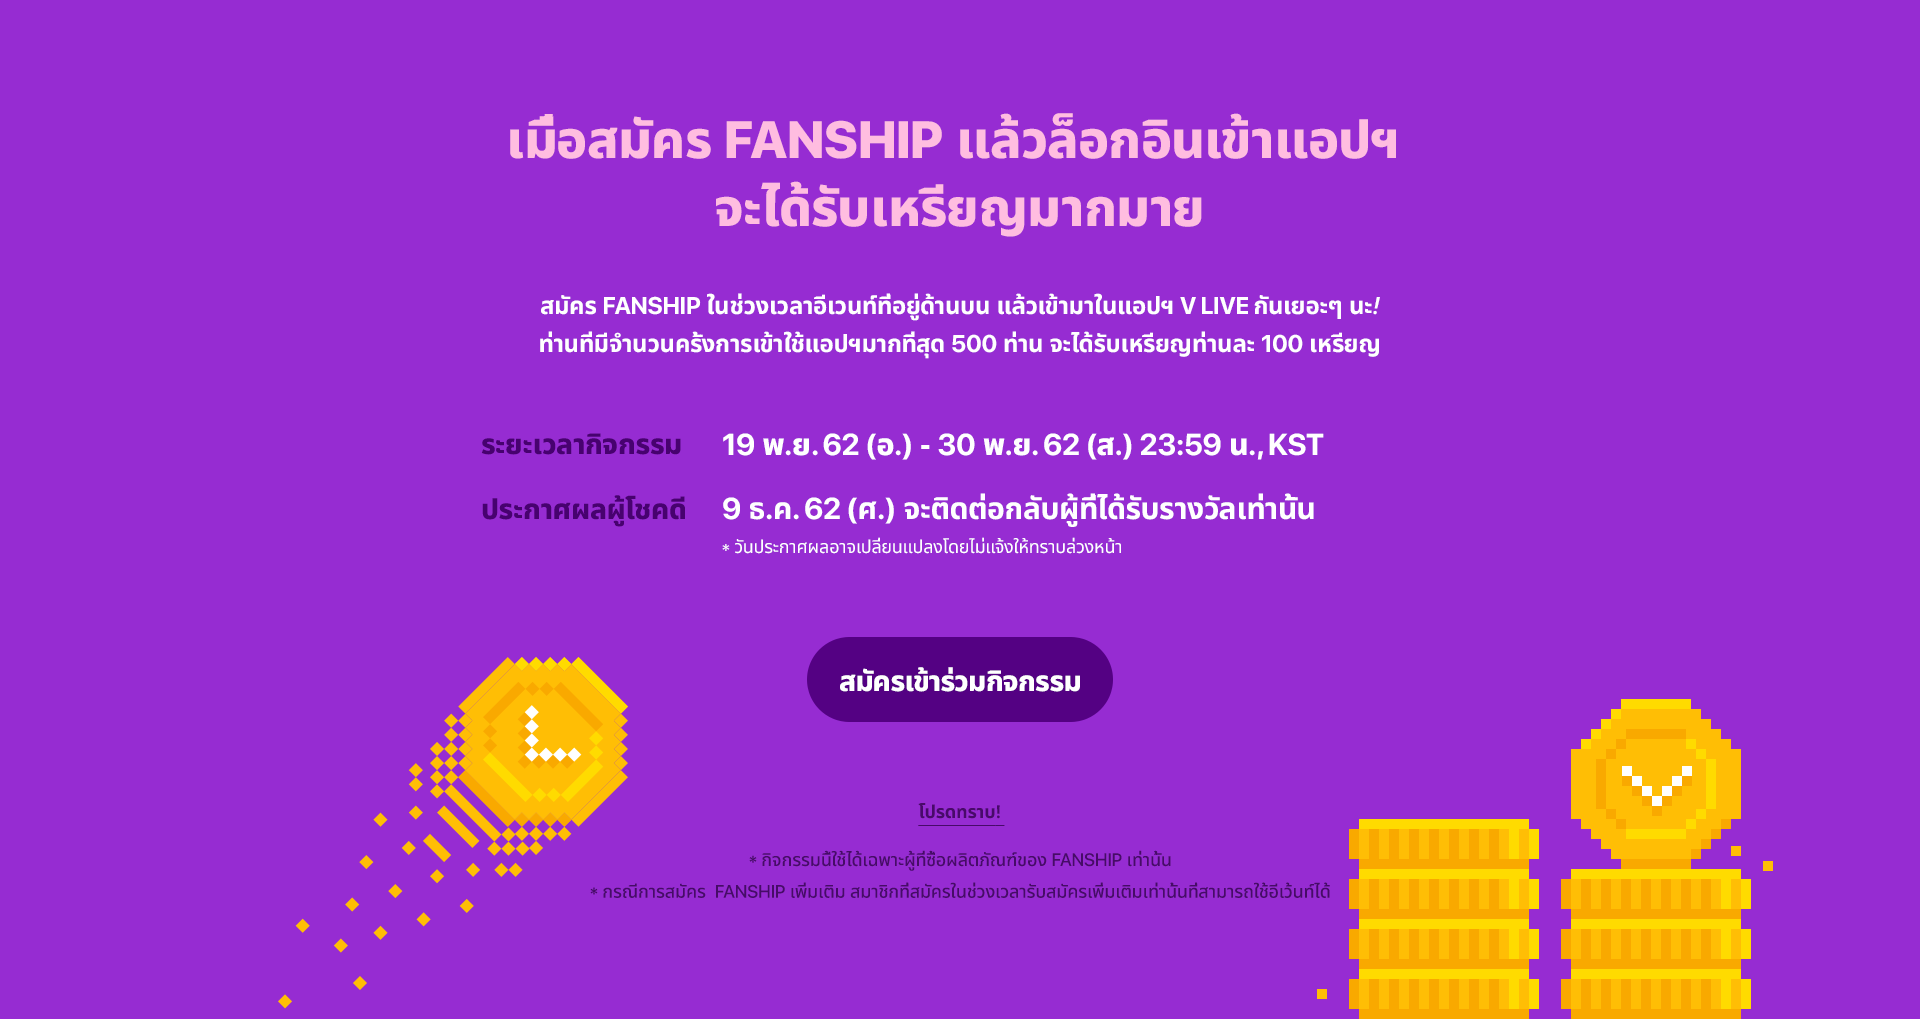 เมื่อสมัคร FANSHIP แล้วล็อกอินเข้าแอปฯ
จะได้รับเหรียญมากมาย
สมัคร FANSHIP ในช่วงเวลาอีเวนท์ที่อยู่ด้านบน แล้วเข้ามาในแอปฯ V LIVE กันเยอะๆ นะ!
ท่านที่มีจำนวนครั้งการเข้าใช้แอปฯมากที่สุด 500 ท่าน จะได้รับเหรียญท่านละ 100 เหรียญ
ระยะเวลากิจกรรม 19 พ.ย. 62 (อ.) - 30 พ.ย. 62 (ส.) 23:59 น., KST
ประกาศผลผู้โชคดี 9 ธ.ค. 62 (ศ.) จะติดต่อกลับผู้ที่ได้รับรางวัลเท่านั้น
* วันประกาศผลอาจเปลี่ยนแปลงโดยไม่แจ้งให้ทราบล่วงหน้า
สมัครเข้าร่วมกิจกรรม
โปรดทราบ!
* กิจกรรมนี้ใช้ได้เฉพาะผู้ที่ซื้อผลิตภัณฑ์ของ FANSHIP เท่านั้น
* กรณีการสมัคร FANSHIP เพิ่มเติม สมาชิกที่สมัครในช่วงเวลารับสมัครเพิ่มเติมเท่านั้นที่สามารถใช้อีเว้นท์ได้